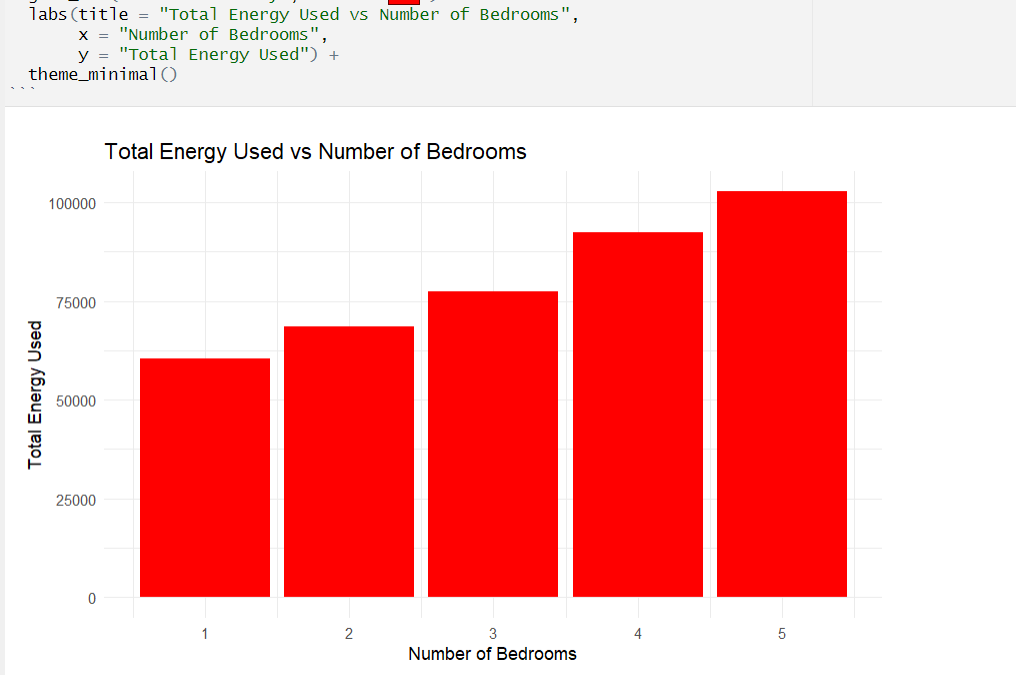 labs(title = "Total Energy Used vs Number of Bedrooms",
x = "Number of Bedrooms",
y = "Total Energy Used") +
theme_minimal()
```
Total Energy Used vs Number of Bedrooms
100000
75000
50000
25000
0
Total Energy Used
1 2 3 4 5
Number of Bedrooms